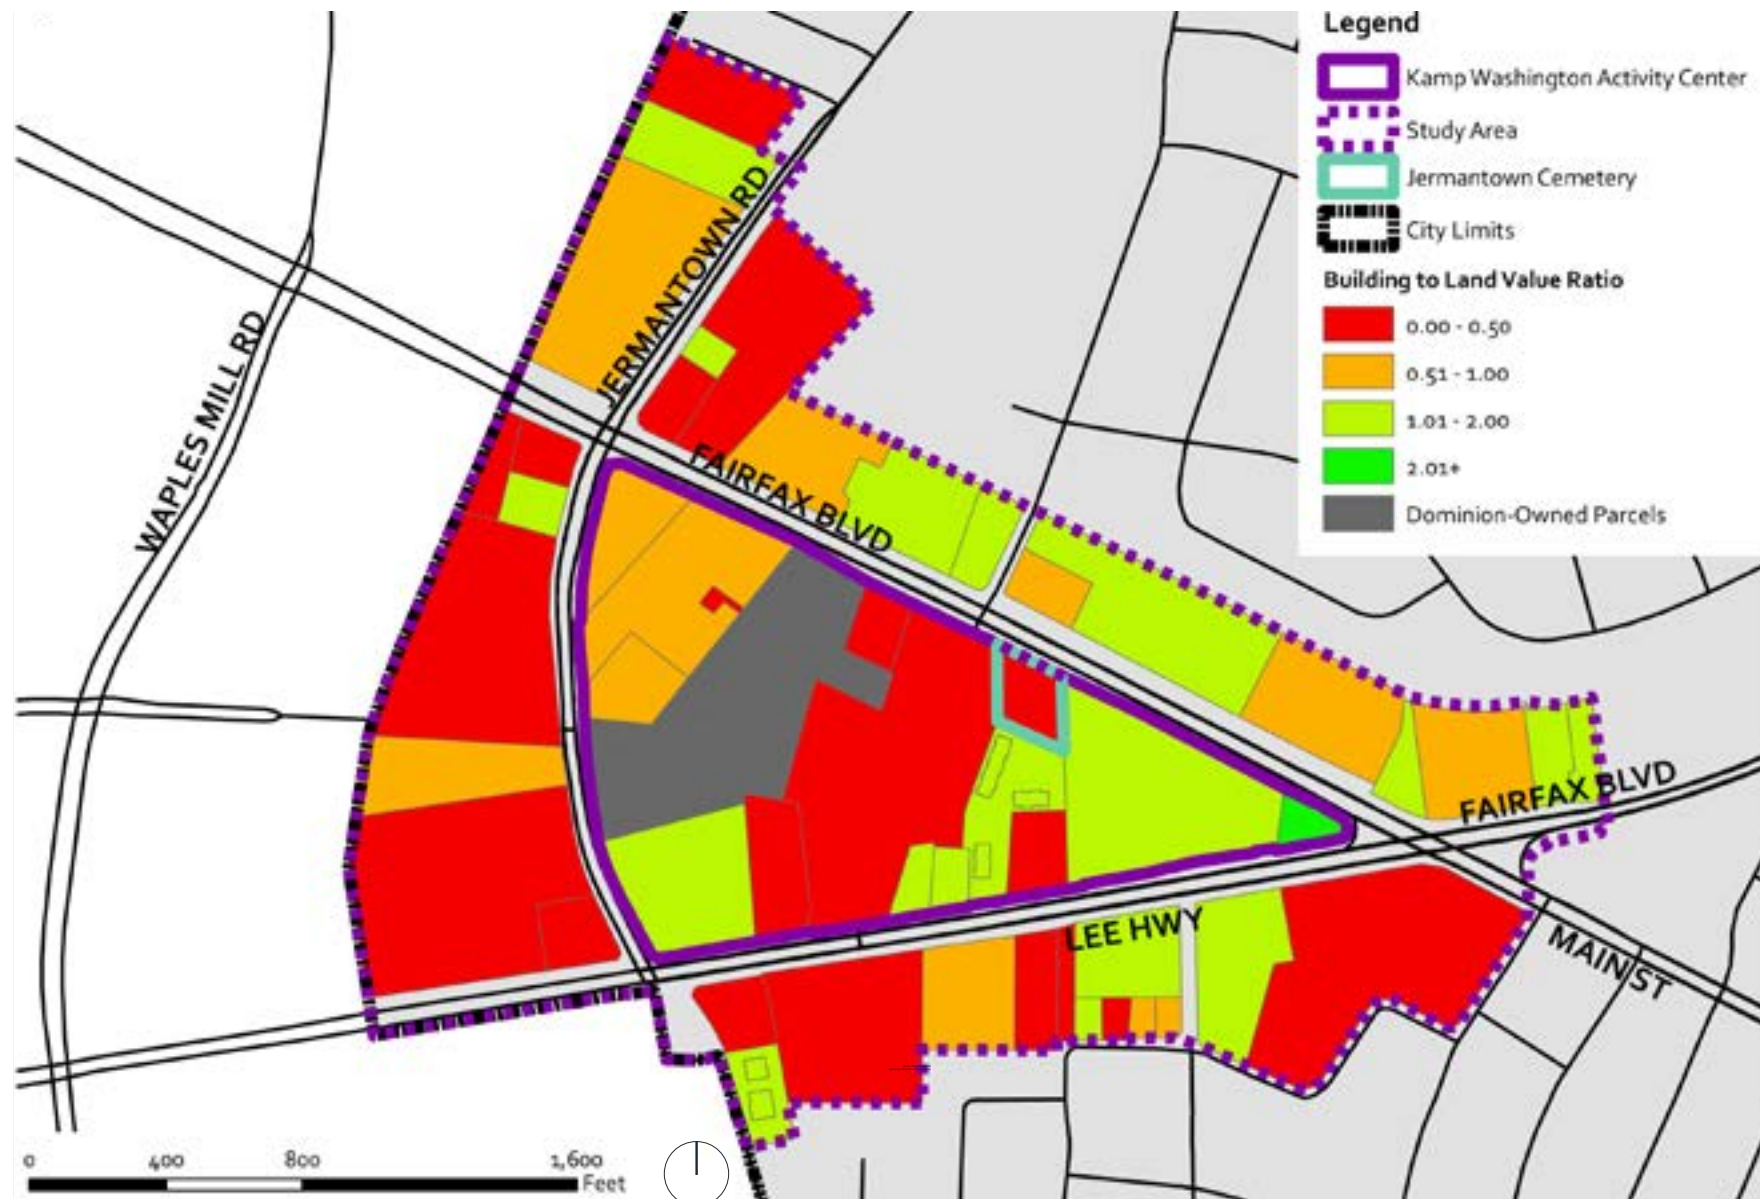 Legend
Kamp Washington Activity Center
Study Area
Jermantown Cemetery
City Limits
Building to Land Value Ratio
0.00 - 0.50
0.51 - 1.00
1.01 - 2.00
2.01+
Dominion-Owned Parcels
JERMANTOWN RD
WAPLES MILL RD
FAIRFAX BLVD
FAIRFAX BLVD
LEE HWY
MAIN ST
0 400 800 1,600
Feet